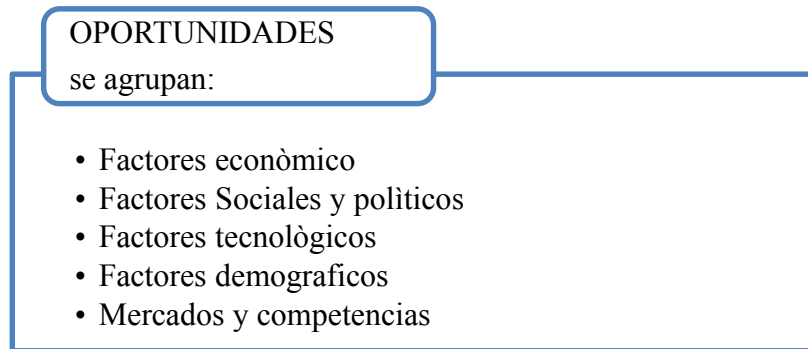 OPORTUNIDADES
se agrupan:
• Factores econòmico
• Factores Sociales y polìticos
• Factores tecnològicos
• Factores demograficos
• Mercados y competencias